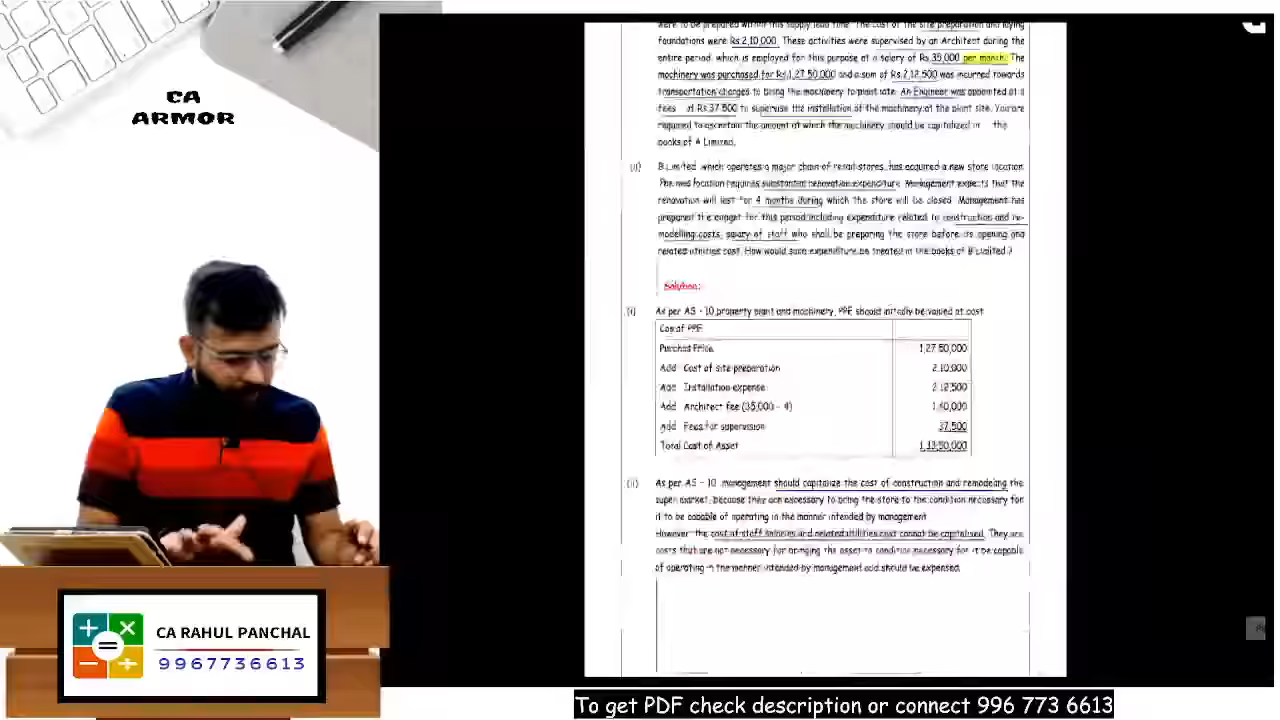 CA
ARMOR
were to be prepared within this supply lead time. The cost of the site preparation and laying
foundations were Rs 2,10,000. These activities were supervised by an Architect during the
entire period, which is employed for this purpose at a salary of Rs. 35,000 per month. The
machinery was purchased for Rs. 1,27,50,000 and a sum of Rs. 2,12,500 was incurred towards
transportation charges to bring the machinery to plant site. An Engineer was appointed at a
fees of Rs 37,500 to supervise the installation of the machinery at the plant site. You are
required to ascertain the amount at which the machinery should be capitalized in the
books of A Limited.
(ii) B Limited which operates a major chain of retail stores, has acquired a new store location.
The new location requires substantial renovation expenditure. Management expects that the
renovation will last for 4 months during which the store will be closed. Management has
prepared the budget for this period including expenditure related to construction and re-
modelling costs, salary of staff who shall be preparing the store before its opening and
related utilities cost. How would such expenditure be treated in the books of B Limited?
Solution:
(i) As per AS - 10 property plant and machinery, PPE should initially be valued at cost
Cost of PPE
Purchas Price 1,27,50,000
Add Cost of site preparation 2,10,000
Add Installation expense 2,12,500
Add Architect fee (35,000 - 4) 1,40,000
Add Fees for supervision 37,500
Total Cost of Asset 1,33,50,000
(ii) As per AS - 10 management should capitalize the cost of construction and remodeling the
super market, because they are necessary to bring the store to the condition necessary for
it to be capable of operating in the manner intended by management
However the cost of staff salaries and related utilities cost cannot be capitalised. They are
costs that are not necessary for bringing the asset to condition necessary for it be capable
of operating in the manner intended by management and should be expensed.
CA RAHUL PANCHAL
9967736613
To get PDF check description or connect 996 773 6613